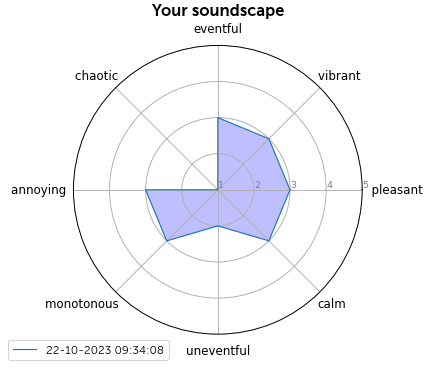 Your soundscape
eventful
chaotic
vibrant
annoying
1
2
3
4
5
pleasant
monotonous
calm
uneventful
22-10-2023 09:34:08